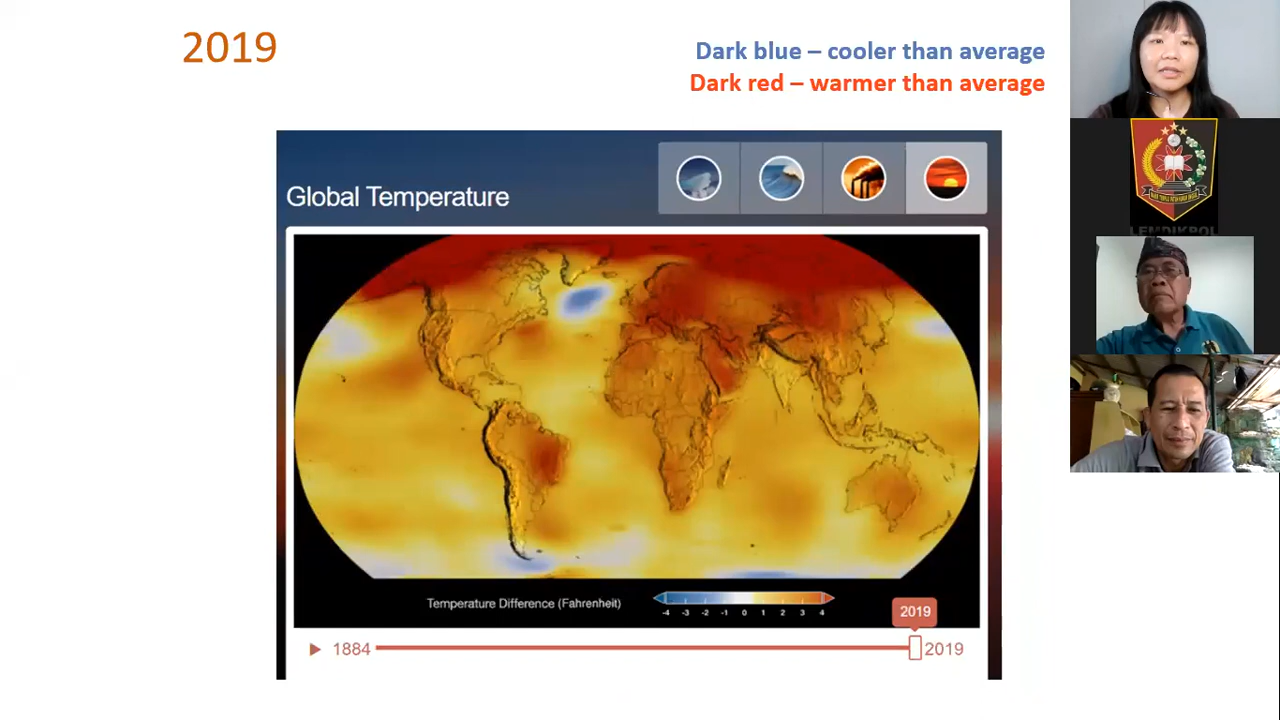 2019
Dark blue – cooler than average
Dark red – warmer than average
Global Temperature
Temperature Difference (Fahrenheit)
-4 -3 -2 -1 0 1 2 3 4
2019
1884
2019
LEMDIKPOL